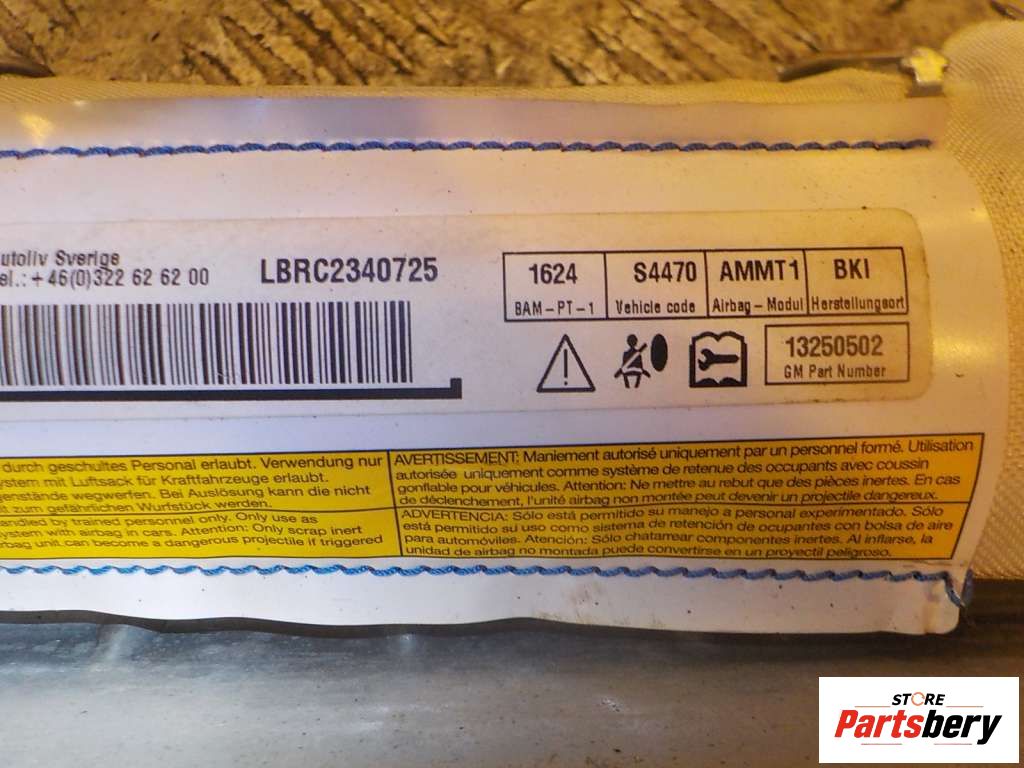 Autoliv Sverige
Tel.: +46(0)322 62 62 00
LBRC2340725
1624
BAM-PT-1
S4470
Vehicle code
AMMT1
Airbag-Modul
BKI
Herstellungsort
13250502
GM Part Number
durch geschultes Personal erlaubt. Verwendung nur
system mit Luftsack für Kraftfahrzeuge erlaubt.
genstände wegwerfen. Bei Auslösung kann die nicht
it zum gefährlichen Wurfstück werden.
handled by trained personnel only. Only use as
system with airbag in cars. Attention: Only scrap inert
rbag unit can become a dangerous projectile if triggered
AVERTISSEMENT: Maniement autorisé uniquement par un personnel formé. Utilisation
autorisée uniquement comme système de retenue des occupants avec coussin
gonflable pour véhicules. Attention: Ne mettre au rebut que des pièces inertes. En cas
de déclenchement, l'unité airbag non montée peut devenir un projectile dangereux.
ADVERTENCIA: Sólo está permitido su manejo a personal experimentado. Sólo
está permitido su uso como sistema de retención de ocupantes con bolsa de aire
para automóviles. Atención: Sólo chatarrear componentes inertes. Al inflarse, la
unidad de airbag no montada puede convertirse en un proyectil peligroso.
STORE
Partsbery